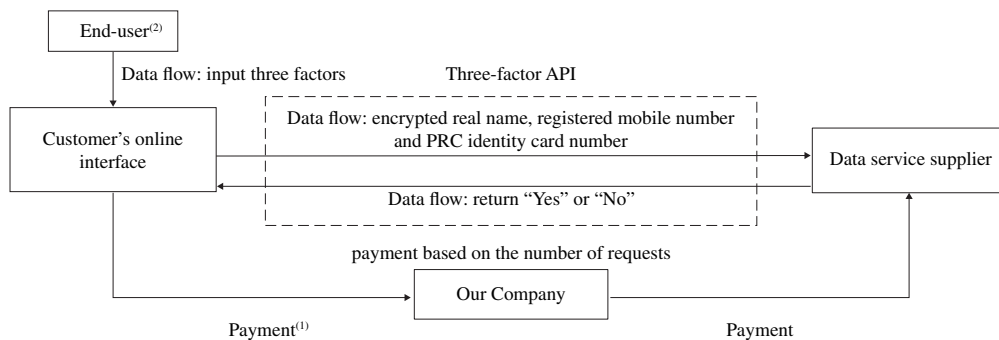 End-user(2)
Data flow: input three factors
Three-factor API
Customer's online
interface
Data flow: encrypted real name, registered mobile number
and PRC identity card number
Data service supplier
Data flow: return “Yes” or “No”
payment based on the number of requests
Our Company
Payment(1)
Payment